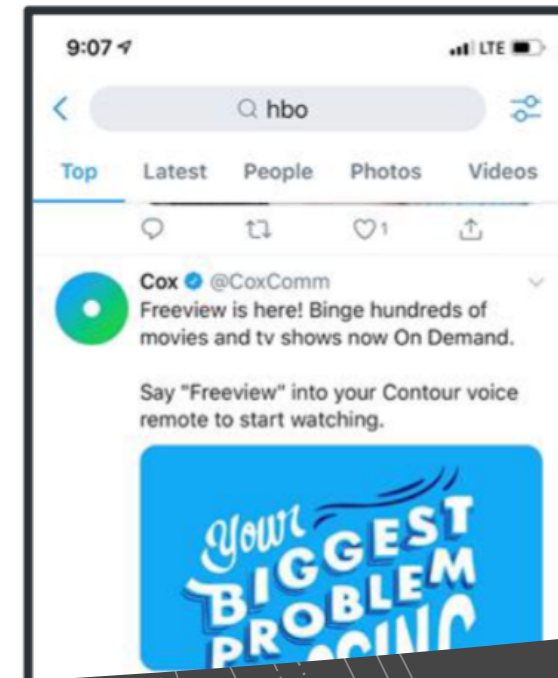 9:07
LTE
hbo
Top Latest People Photos Videos
1
Cox @CoxComm
Freeview is here! Binge hundreds of
movies and tv shows now On Demand.
Say "Freeview" into your Contour voice
remote to start watching.
Your
BIGGEST
PROBLEM